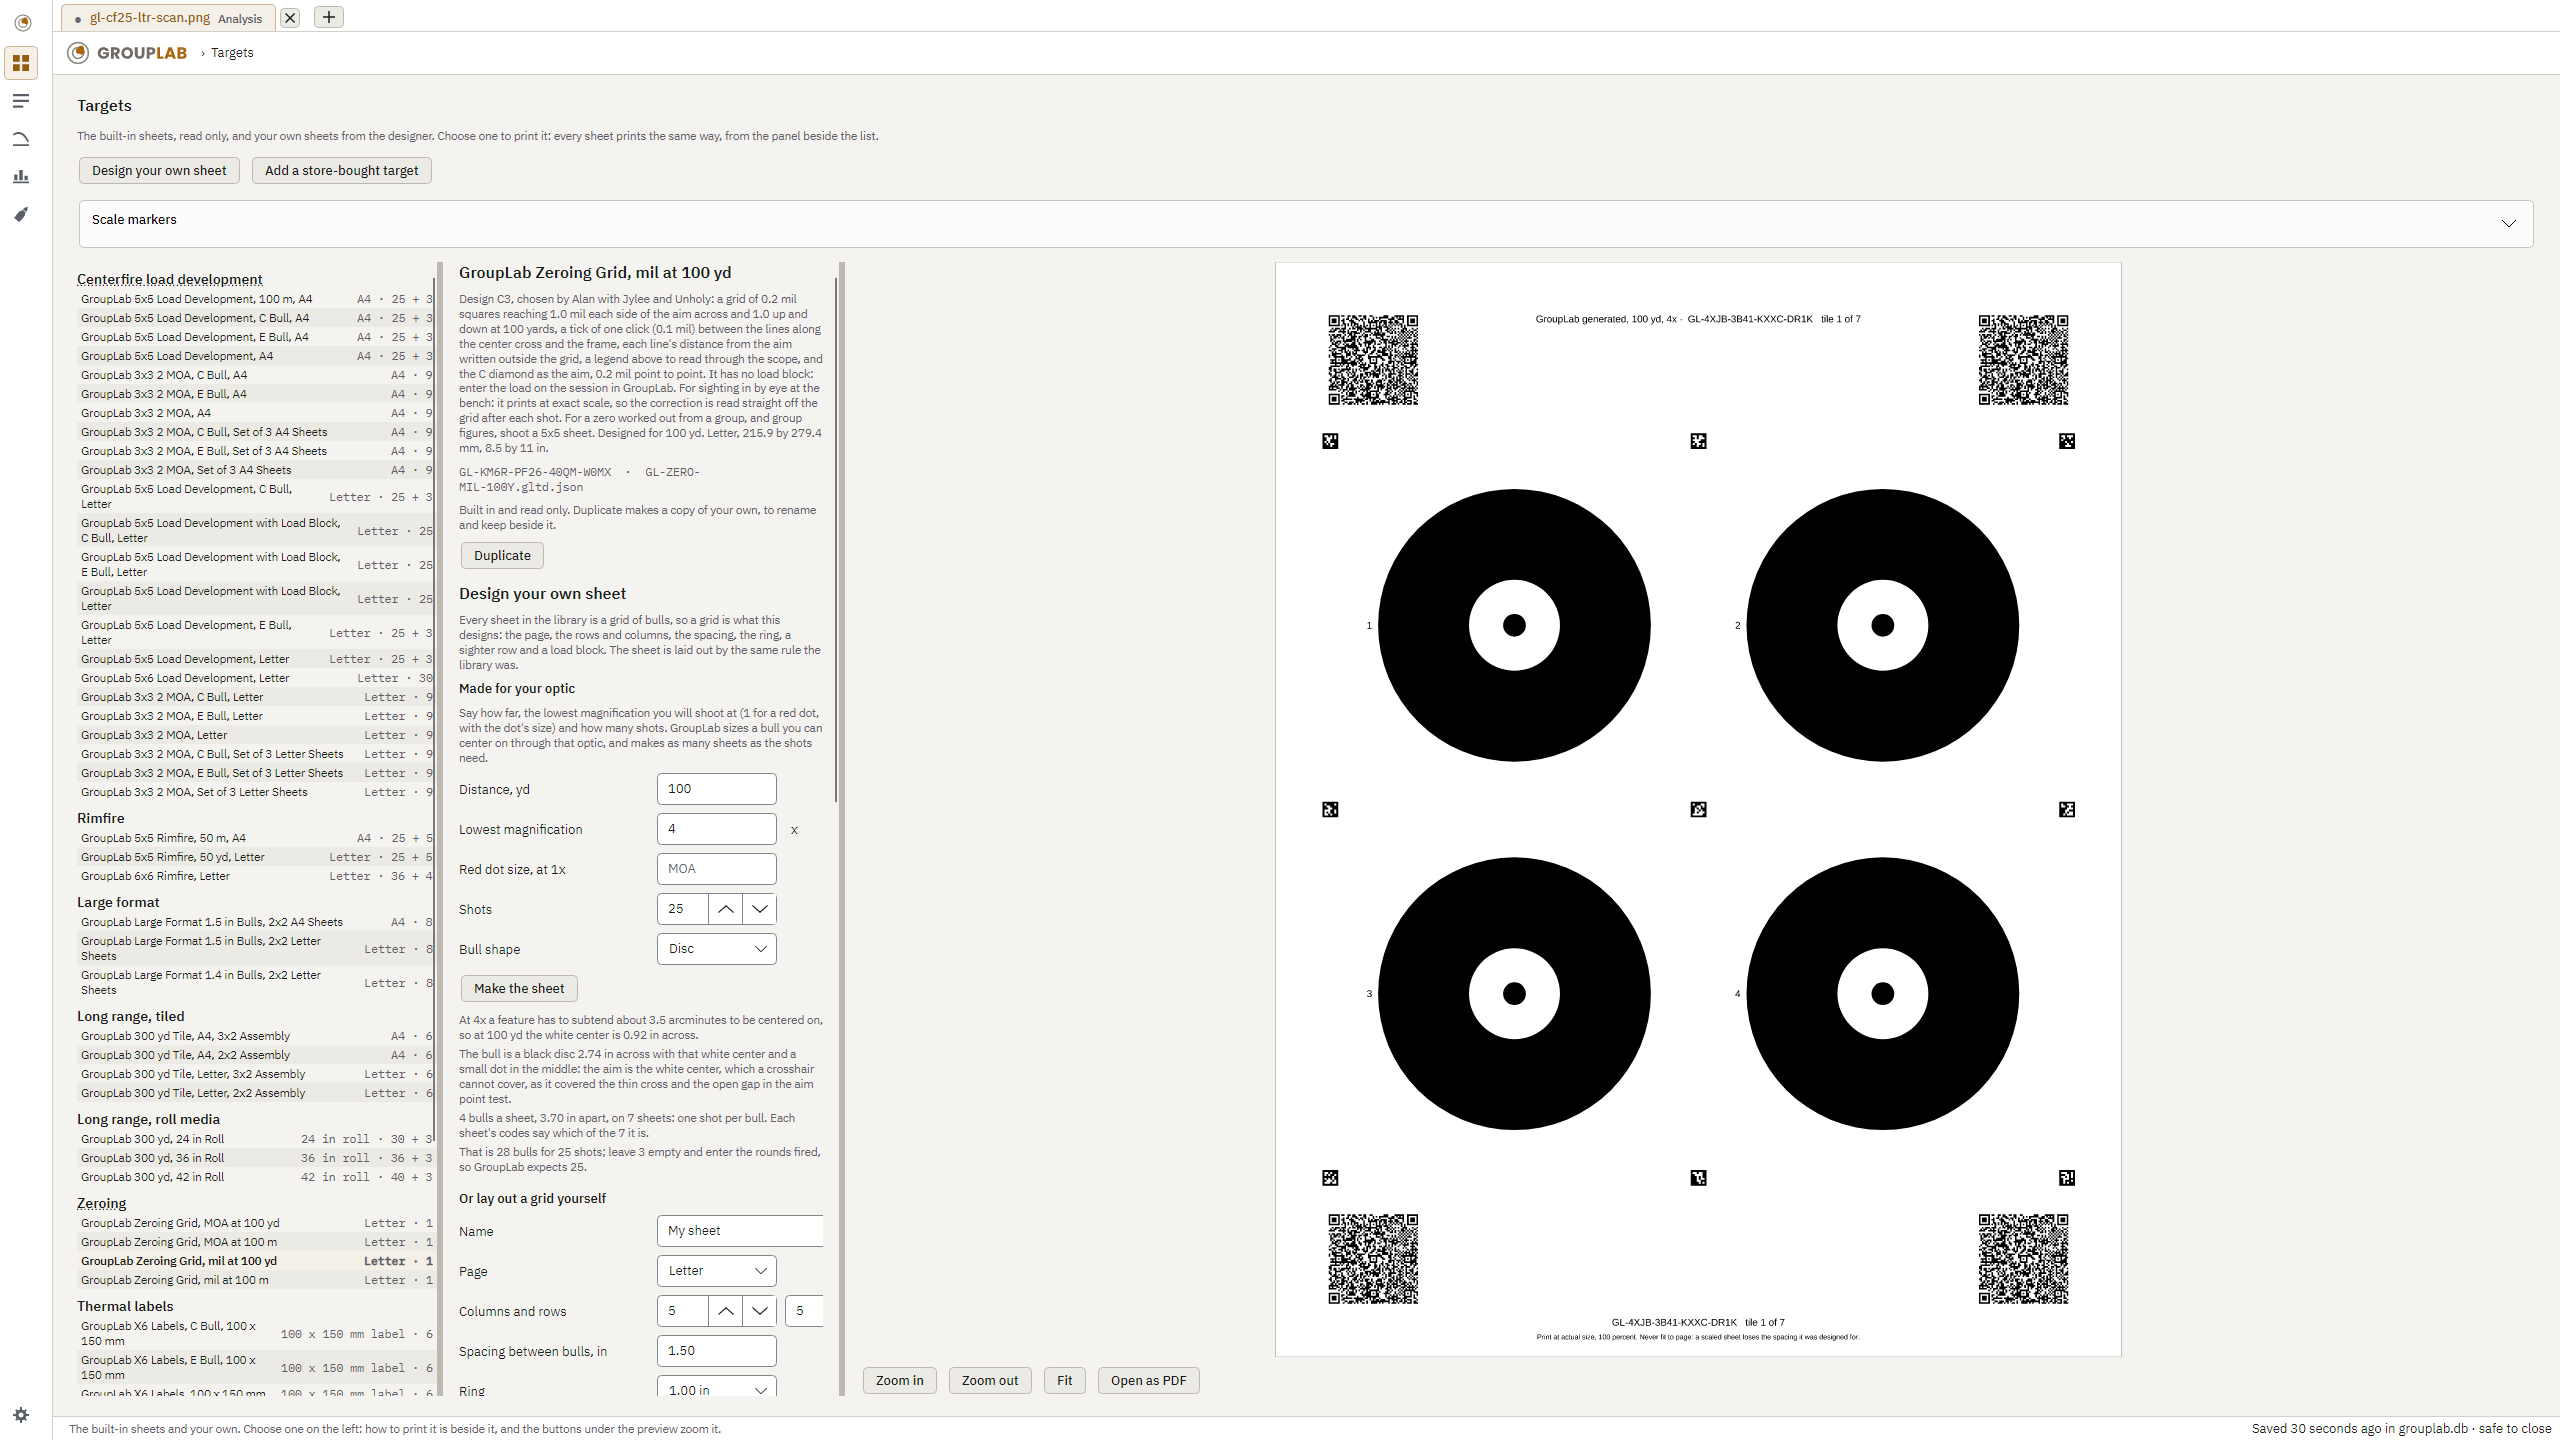 gl-cf25-ltr-scan.png Analysis
GROUPLAB › Targets
Targets
The built-in sheets, read only, and your own sheets from the designer. Choose one to print it: every sheet prints the same way, from the panel beside the list.
Design your own sheet
Add a store-bought target
Scale markers
Centerfire load development
GroupLab 5x5 Load Development, 100 m, A4 A4 · 25 + 3
GroupLab 5x5 Load Development, C Bull, A4 A4 · 25 + 3
GroupLab 5x5 Load Development, E Bull, A4 A4 · 25 + 3
GroupLab 5x5 Load Development, A4 A4 · 25 + 3
GroupLab 3x3 2 MOA, C Bull, A4 A4 · 9
GroupLab 3x3 2 MOA, E Bull, A4 A4 · 9
GroupLab 3x3 2 MOA, A4 A4 · 9
GroupLab 3x3 2 MOA, C Bull, Set of 3 A4 Sheets A4 · 9
GroupLab 3x3 2 MOA, E Bull, Set of 3 A4 Sheets A4 · 9
GroupLab 3x3 2 MOA, Set of 3 A4 Sheets A4 · 9
GroupLab 5x5 Load Development, C Bull, Letter Letter · 25 + 3
GroupLab 5x5 Load Development with Load Block, C Bull, Letter Letter · 25
GroupLab 5x5 Load Development with Load Block, E Bull, Letter Letter · 25
GroupLab 5x5 Load Development with Load Block, Letter Letter · 25
GroupLab 5x5 Load Development, E Bull, Letter Letter · 25 + 3
GroupLab 5x5 Load Development, Letter Letter · 25 + 3
GroupLab 5x6 Load Development, Letter Letter · 30
GroupLab 3x3 2 MOA, C Bull, Letter Letter · 9
GroupLab 3x3 2 MOA, E Bull, Letter Letter · 9
GroupLab 3x3 2 MOA, Letter Letter · 9
GroupLab 3x3 2 MOA, C Bull, Set of 3 Letter Sheets Letter · 9
GroupLab 3x3 2 MOA, E Bull, Set of 3 Letter Sheets Letter · 9
GroupLab 3x3 2 MOA, Set of 3 Letter Sheets Letter · 9
Rimfire
GroupLab 5x5 Rimfire, 50 m, A4 A4 · 25 + 5
GroupLab 5x5 Rimfire, 50 yd, Letter Letter · 25 + 5
GroupLab 6x6 Rimfire, Letter Letter · 36 + 4
Large format
GroupLab Large Format 1.5 in Bulls, 2x2 A4 Sheets A4 · 8
GroupLab Large Format 1.5 in Bulls, 2x2 Letter Sheets Letter · 8
GroupLab Large Format 1.4 in Bulls, 2x2 Letter Sheets Letter · 8
Long range, tiled
GroupLab 300 yd Tile, A4, 3x2 Assembly A4 · 6
GroupLab 300 yd Tile, A4, 2x2 Assembly A4 · 6
GroupLab 300 yd Tile, Letter, 3x2 Assembly Letter · 6
GroupLab 300 yd Tile, Letter, 2x2 Assembly Letter · 6
Long range, roll media
GroupLab 300 yd, 24 in Roll 24 in roll · 30 + 3
GroupLab 300 yd, 36 in Roll 36 in roll · 36 + 3
GroupLab 300 yd, 42 in Roll 42 in roll · 40 + 3
Zeroing
GroupLab Zeroing Grid, MOA at 100 yd Letter · 1
GroupLab Zeroing Grid, MOA at 100 m Letter · 1
GroupLab Zeroing Grid, mil at 100 yd Letter · 1
GroupLab Zeroing Grid, mil at 100 m Letter · 1
Thermal labels
GroupLab X6 Labels, C Bull, 100 x 150 mm 100 x 150 mm label · 6
GroupLab X6 Labels, E Bull, 100 x 150 mm 100 x 150 mm label · 6
GroupLab X6 Labels, 100 x 150 mm 100 x 150 mm label · 6
GroupLab Zeroing Grid, mil at 100 yd
Design C3, chosen by Alan with Jylee and Unholy: a grid of 0.2 mil
squares reaching 1.0 mil each side of the aim across and 1.0 up and
down at 100 yards, a tick of one click (0.1 mil) between the lines along
the center cross and the frame, each line's distance from the aim
written outside the grid, a legend above to read through the scope, and
the C diamond as the aim, 0.2 mil point to point. It has no load block:
enter the load on the session in GroupLab. For sighting in by eye at the
bench: it prints at exact scale, so the correction is read straight off the
grid after each shot. For a zero worked out from a group, and group
figures, shoot a 5x5 sheet. Designed for 100 yd. Letter, 215.9 by 279.4
mm, 8.5 by 11 in.
GL-KM6R-PF26-40QM-W0MX · GL-ZERO-
MIL-100Y.gltd.json
Built in and read only. Duplicate makes a copy of your own, to rename
and keep beside it.
Duplicate
Design your own sheet
Every sheet in the library is a grid of bulls, so a grid is what this
designs: the page, the rows and columns, the spacing, the ring, a
sighter row and a load block. The sheet is laid out by the same rule the
library was.
Made for your optic
Say how far, the lowest magnification you will shoot at (1 for a red dot,
with the dot's size) and how many shots. GroupLab sizes a bull you can
center on through that optic, and makes as many sheets as the shots
need.
Distance, yd 100
Lowest magnification 4 x
Red dot size, at 1x MOA
Shots 25
Bull shape Disc
Make the sheet
At 4x a feature has to subtend about 3.5 arcminutes to be centered on,
so at 100 yd the white center is 0.92 in across.
The bull is a black disc 2.74 in across with that white center and a
small dot in the middle: the aim is the white center, which a crosshair
cannot cover, as it covered the thin cross and the open gap in the aim
point test.
4 bulls a sheet, 3.70 in apart, on 7 sheets: one shot per bull. Each
sheet's codes say which of the 7 it is.
That is 28 bulls for 25 shots; leave 3 empty and enter the rounds fired,
so GroupLab expects 25.
Or lay out a grid yourself
Name My sheet
Page Letter
Columns and rows 5 5
Spacing between bulls, in 1.50
Ring 1.00 in
GroupLab generated, 100 yd, 4x · GL-4XJB-3B41-KXXC-DR1K tile 1 of 7
1
2
3
4
GL-4XJB-3B41-KXXC-DR1K tile 1 of 7
Print at actual size, 100 percent. Never fit to page: a scaled sheet loses the spacing it was designed for.
Zoom in
Zoom out
Fit
Open as PDF
The built-in sheets and your own. Choose one on the left: how to print it is beside it, and the buttons under the preview zoom it.
Saved 30 seconds ago in grouplab.db · safe to close